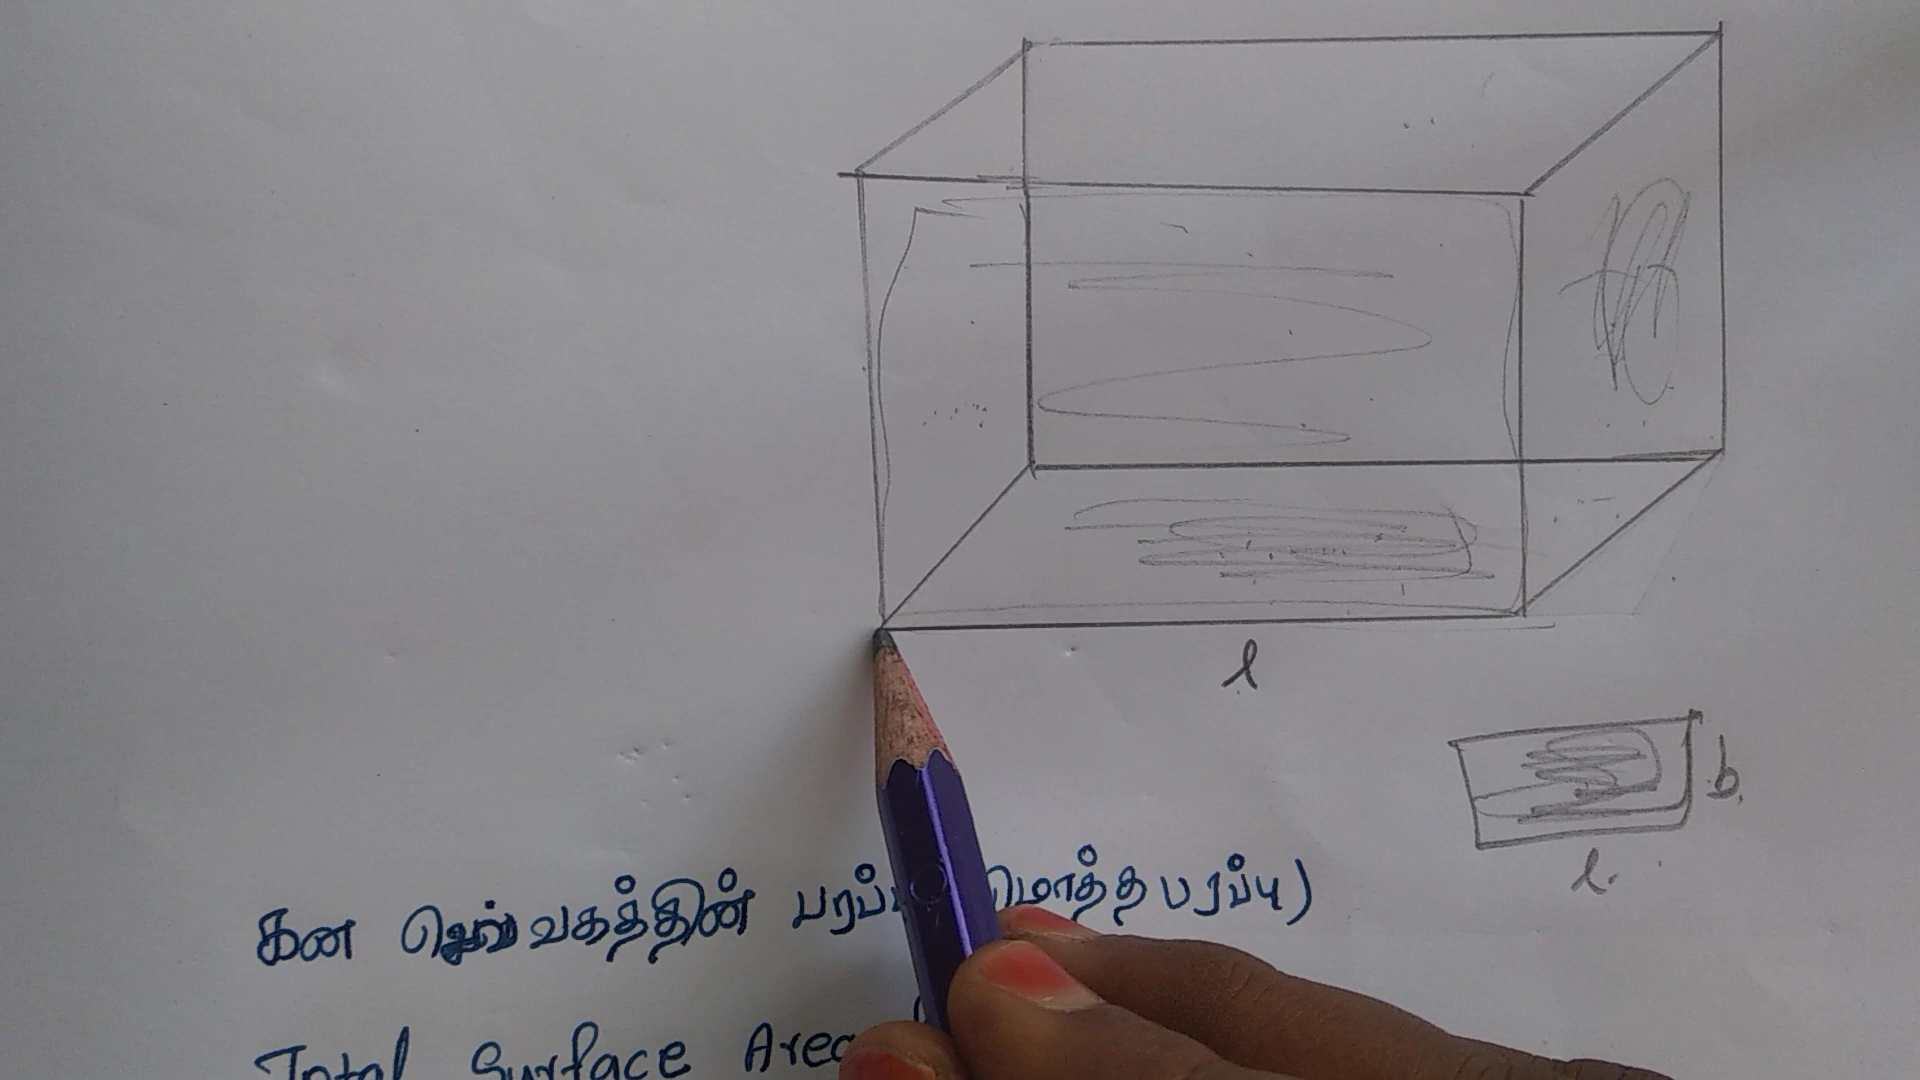 l
b
l.
கன செவ்வகத்தின் பரப்பு மொத்த பரப்பு)
Total Surface Area